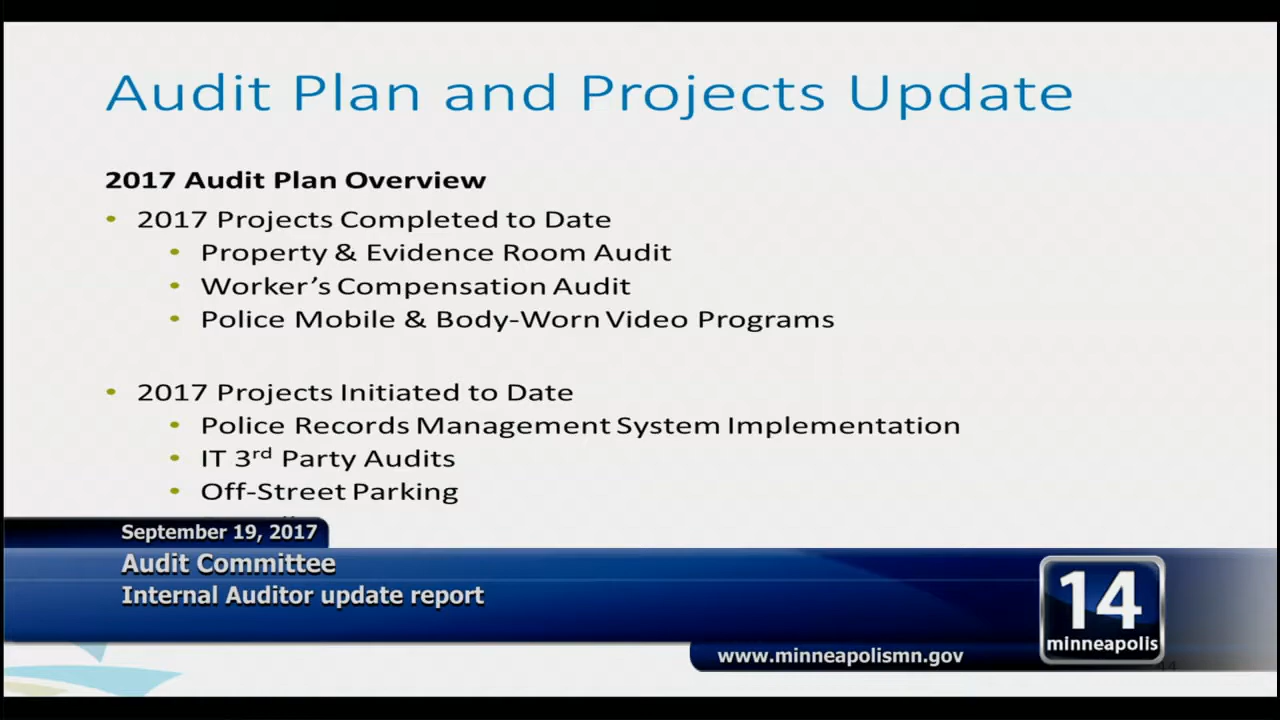 Audit Plan and Projects Update
2017 Audit Plan Overview
• 2017 Projects Completed to Date
• Property & Evidence Room Audit
• Worker’s Compensation Audit
• Police Mobile & Body-Worn Video Programs
• 2017 Projects Initiated to Date
• Police Records Management System Implementation
• IT 3rd Party Audits
• Off-Street Parking
September 19, 2017
Audit Committee
Internal Auditor update report
14
minneapolis
www.minneapolismn.gov